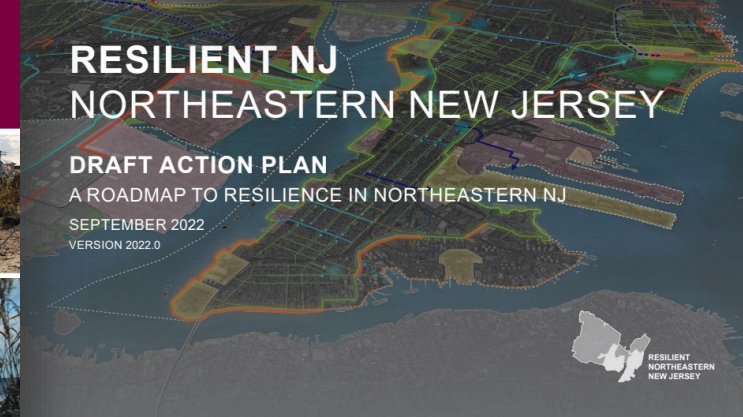 RESILIENT NJ
NORTHEASTERN NEW JERSEY
DRAFT ACTION PLAN
A ROADMAP TO RESILIENCE IN NORTHEASTERN NJ
SEPTEMBER 2022
VERSION 2022.0
RESILIENT
NORTHEASTERN
NEW JERSEY